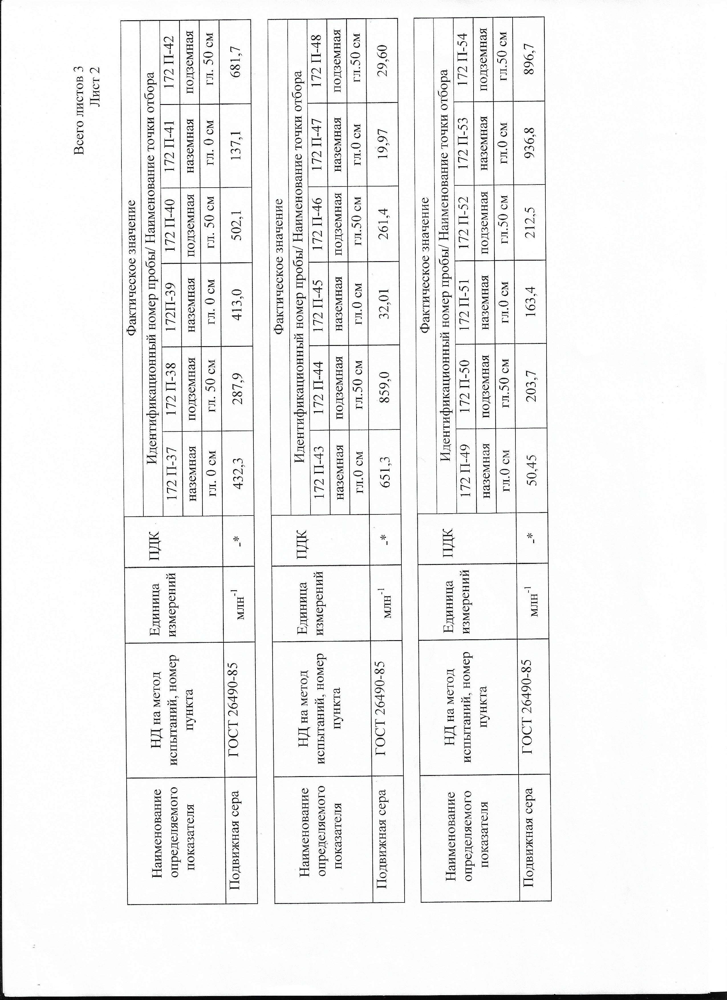 Всего листов 3
Лист 2
Наименование определяемого показателя
НД на метод испытаний, номер пункта
Единица измерений
ПДК
Фактическое значение
Идентификационный номер пробы/ Наименование точки отбора
172 П-37 172 П-38 172П-39 172 П-40 172 П-41 172 П-42
наземная подземная наземная подземная наземная подземная
гл. 0 см гл. 50 см гл. 0 см гл. 50 см гл. 0 см гл. 50 см
Подвижная сера ГОСТ 26490-85 млн⁻¹ -* 432,3 287,9 413,0 502,1 137,1 681,7
Наименование определяемого показателя
НД на метод испытаний, номер пункта
Единица измерений
ПДК
Фактическое значение
Идентификационный номер пробы/ Наименование точки отбора
172 П-43 172 П-44 172 П-45 172 П-46 172 П-47 172 П-48
наземная подземная наземная подземная наземная подземная
гл.0 см гл.50 см гл.0 см гл.50 см гл.0 см гл.50 см
Подвижная сера ГОСТ 26490-85 млн⁻¹ -* 651,3 859,0 32,01 261,4 19,97 29,60
Наименование определяемого показателя
НД на метод испытаний, номер пункта
Единица измерений
ПДК
Фактическое значение
Идентификационный номер пробы/ Наименование точки отбора
172 П-49 172 П-50 172 П-51 172 П-52 172 П-53 172 П-54
наземная подземная наземная подземная наземная подземная
гл.0 см гл.50 см гл.0 см гл.50 см гл.0 см гл.50 см
Подвижная сера ГОСТ 26490-85 млн⁻¹ -* 50,45 203,7 163,4 212,5 936,8 896,7